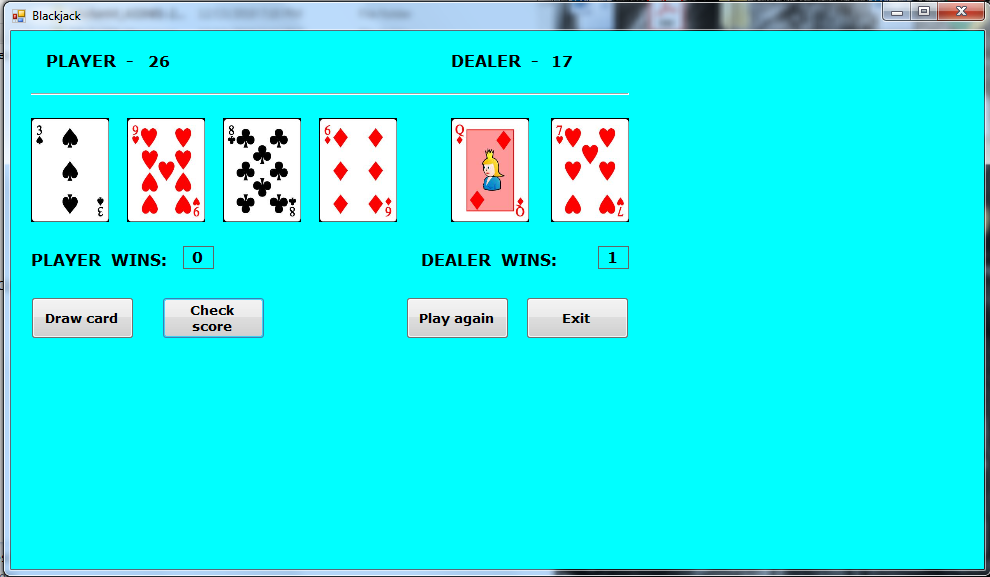 Blackjack
PLAYER - 26
DEALER - 17
3
3
9
9
8
8
6
6
Q
Q
7
7
PLAYER WINS: 0
DEALER WINS: 1
Draw card
Check
score
Play again
Exit